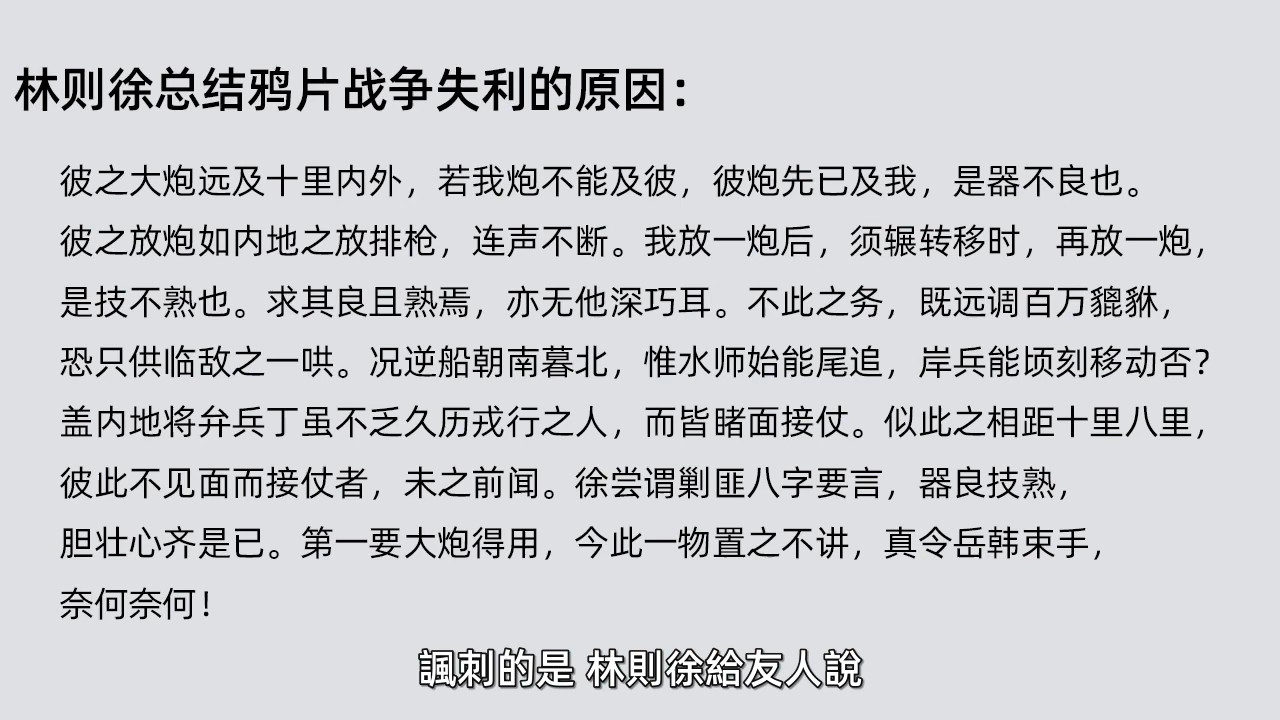 林则徐总结鸦片战争失利的原因：
彼之大炮远及十里内外，若我炮不能及彼，彼炮先已及我，是器不良也。
彼之放炮如内地之放排枪，连声不断。我放一炮后，须辗转移时，再放一炮，
是技不熟也。求其良且熟焉，亦无他深巧耳。不此之务，既远调百万貔貅，
恐只供临敌之一哄。况逆船朝南暮北，惟水师始能尾追，岸兵能顷刻移动否？
盖内地将弁兵丁虽不乏久历戎行之人，而皆睹面接仗。似此之相距十里八里，
彼此不见面而接仗者，未之前闻。徐尝谓剿匪八字要言，器良技熟，
胆壮心齐是已。第一要大炮得用，今此一物置之不讲，真令岳韩束手，
奈何奈何！
諷刺的是 林則徐給友人說